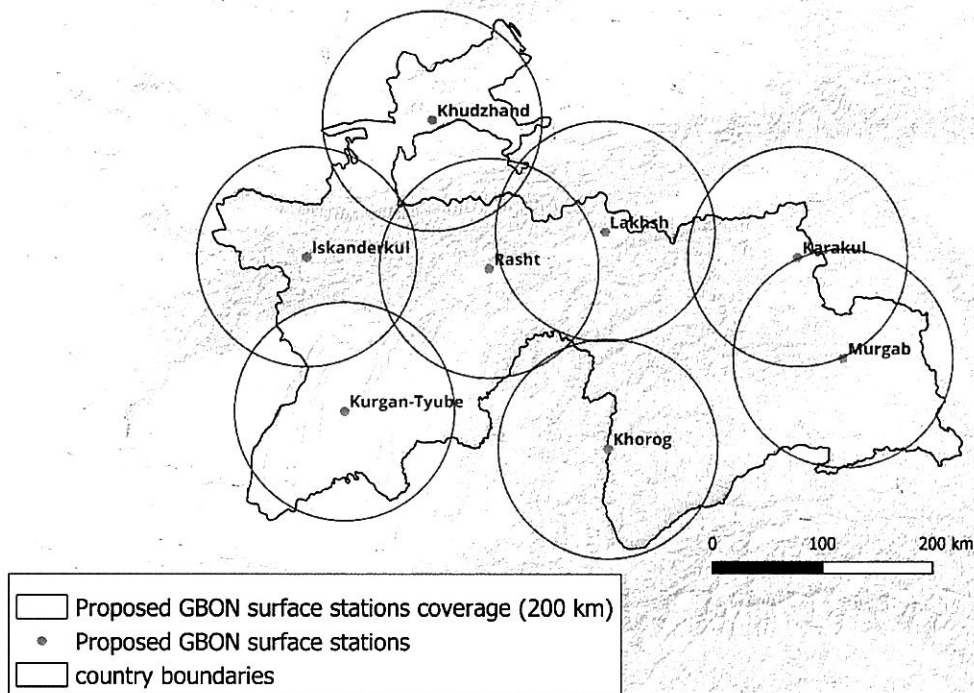 Khudzhand
Lakhsh
Iskanderkul
Rasht
Karakul
Murgab
Kurgan-Tyube
Khorog
0 100 200 km
Proposed GBON surface stations coverage (200 km)
Proposed GBON surface stations
country boundaries